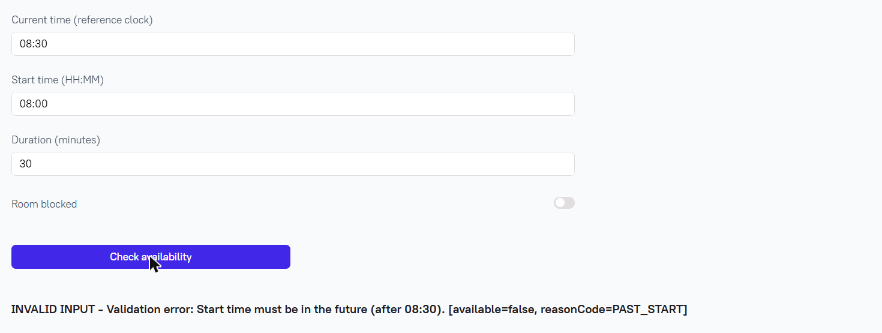 Current time (reference clock)
08:30
Start time (HH:MM)
08:00
Duration (minutes)
30
Room blocked
Check availability
INVALID INPUT - Validation error: Start time must be in the future (after 08:30). [available=false, reasonCode=PAST_START]